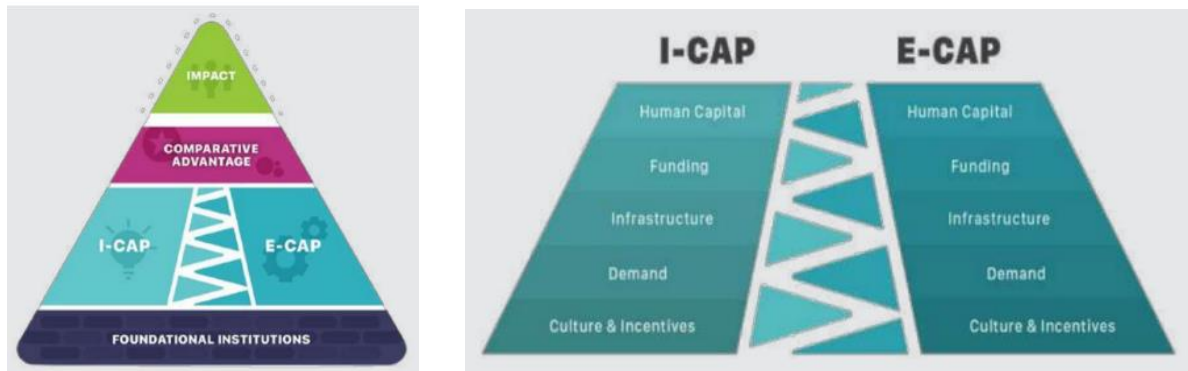 IMPACT
COMPARATIVE
ADVANTAGE
I-CAP
E-CAP
FOUNDATIONAL INSTITUTIONS
I-CAP
E-CAP
Human Capital
Human Capital
Funding
Funding
Infrastructure
Infrastructure
Demand
Demand
Culture & Incentives
Culture & Incentives